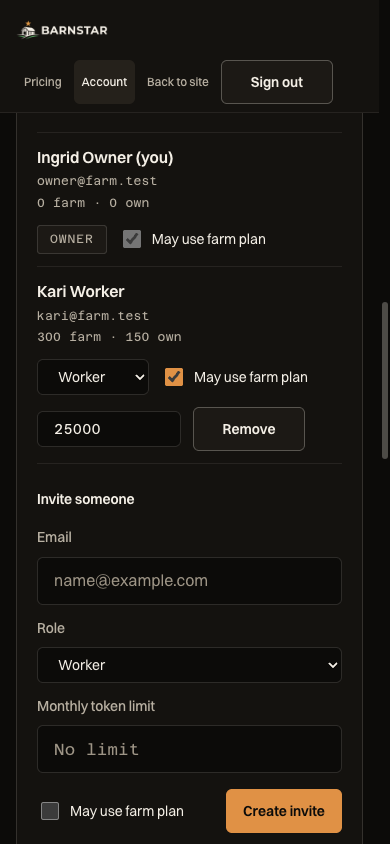 BARNSTAR
Pricing Account Back to site Sign out
Ingrid Owner (you)
owner@farm.test
0 farm · 0 own
OWNER May use farm plan
Kari Worker
kari@farm.test
300 farm · 150 own
Worker May use farm plan
25000 Remove
Invite someone
Email
name@example.com
Role
Worker
Monthly token limit
No limit
May use farm plan Create invite